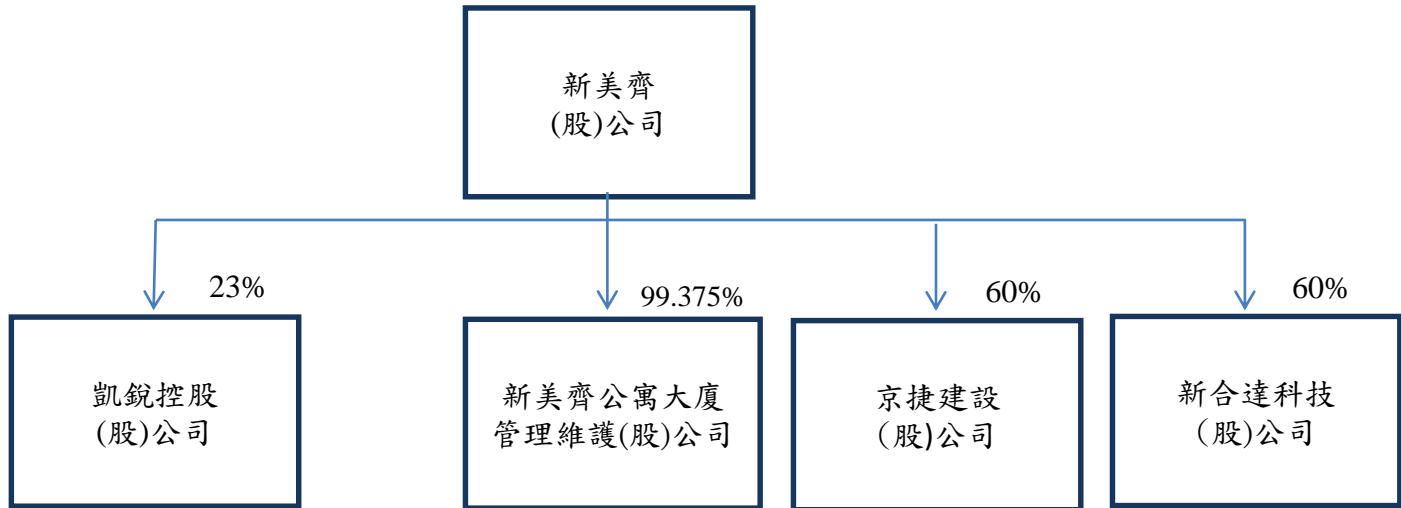 新美齊
(股)公司
23%
99.375%
60%
60%
凱銳控股
(股)公司
新美齊公寓大廈
管理維護(股)公司
京捷建設
（股)公司
新合達科技
（股)公司